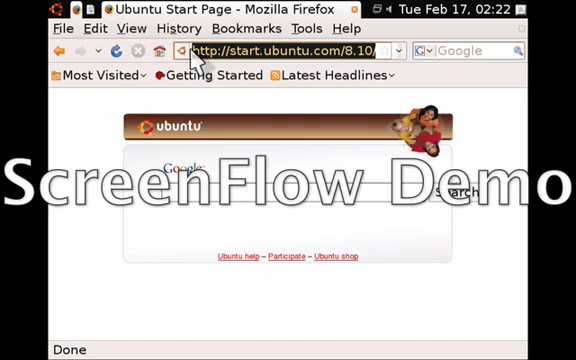 Ubuntu Start Page - Mozilla Firefox
Tue Feb 17, 02:22
File Edit View History Bookmarks Tools Help
http://start.ubuntu.com/8.10/
Google
Most Visited
Getting Started
Latest Headlines
ubuntu
Google
Search
ScreenFlow Demo
Ubuntu help – Participate – Ubuntu shop
Done